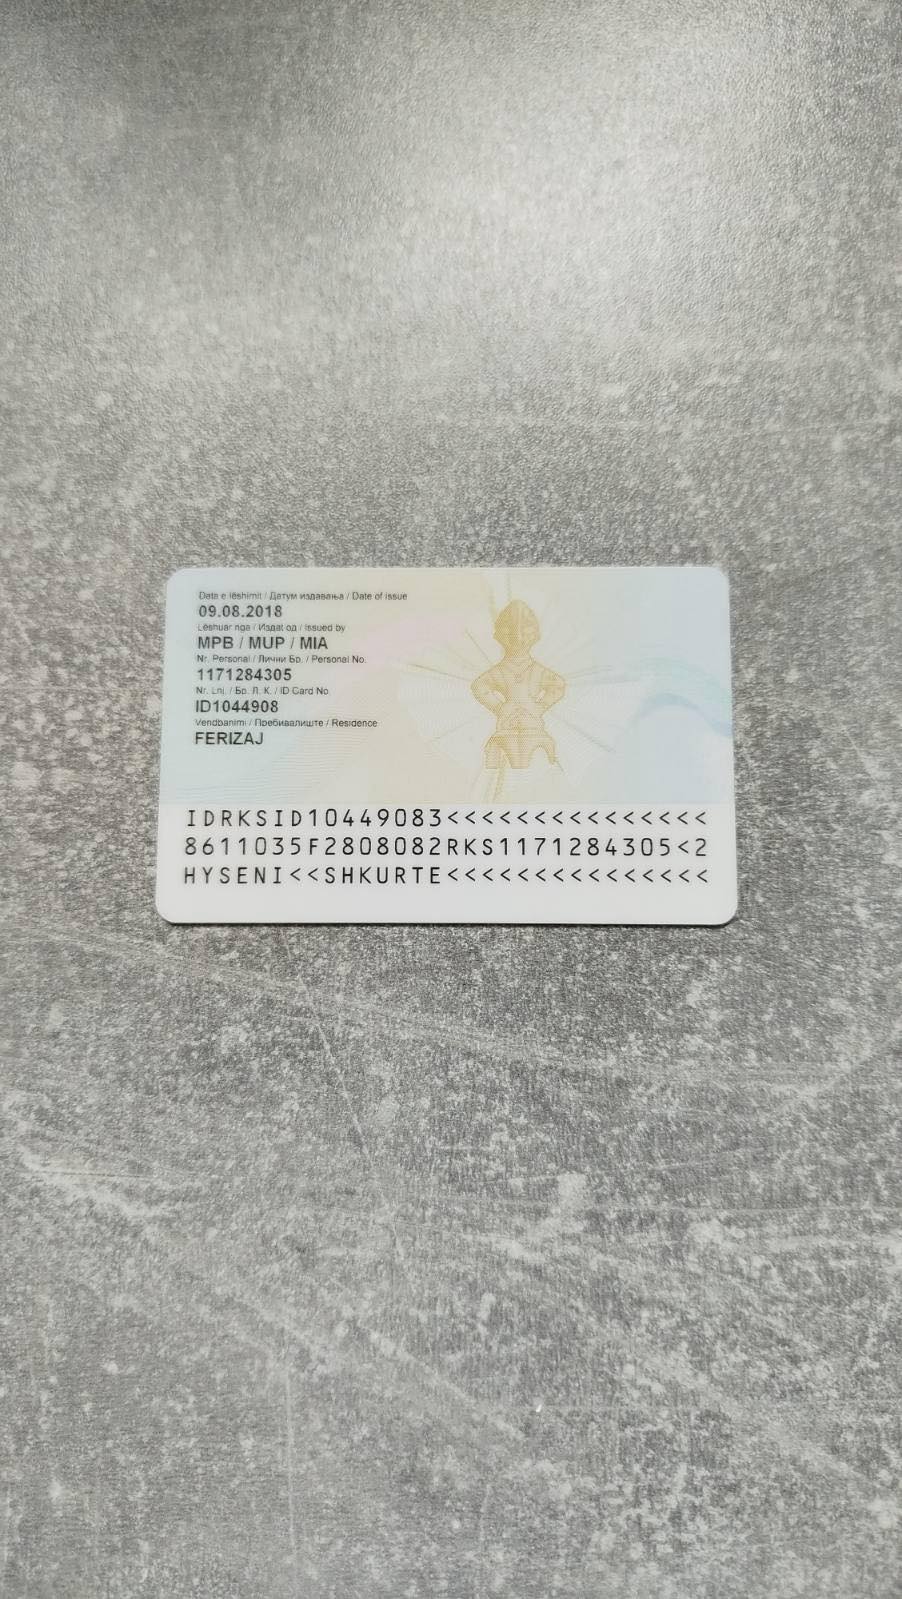 Data e lëshimit / Датум издавања / Date of issue
09.08.2018
Lëshuar nga / Издат од / Issued by
MPB / MUP / MIA
Nr. Personal / Лични Бр. / Personal No.
1171284305
Nr. Lnj. / Бр. Л. К. / ID Card No.
ID1044908
Vendbanimi / Пребивалиште / Residence
FERIZAJ
IDRKSID10449083<<<<<<<<<<<<<<<
8611035F2808082RKS1171284305<2
HYSENI<<SHKURTE<<<<<<<<<<<<<<<